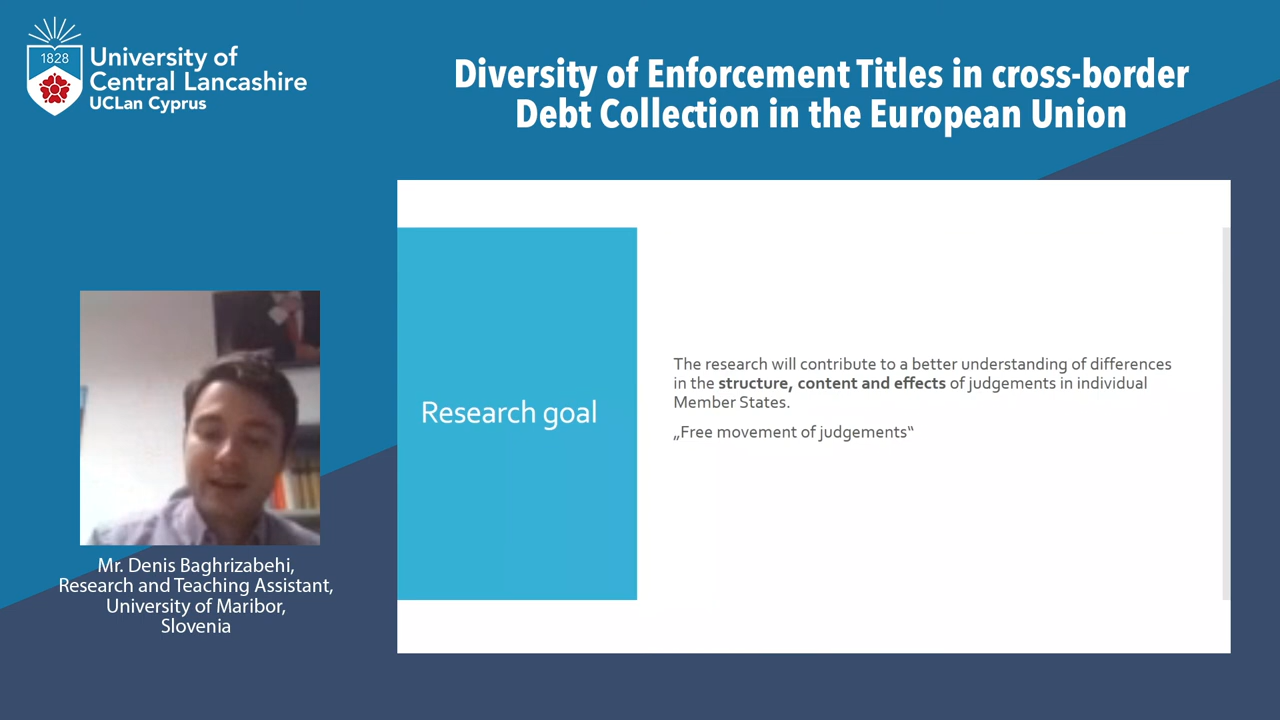 1828
University of
Central Lancashire
UCLan Cyprus
Diversity of Enforcement Titles in cross-border
Debt Collection in the European Union
Research goal
The research will contribute to a better understanding of differences
in the structure, content and effects of judgements in individual
Member States.
„Free movement of judgements“
Mr. Denis Baghrizabehi,
Research and Teaching Assistant,
University of Maribor,
Slovenia